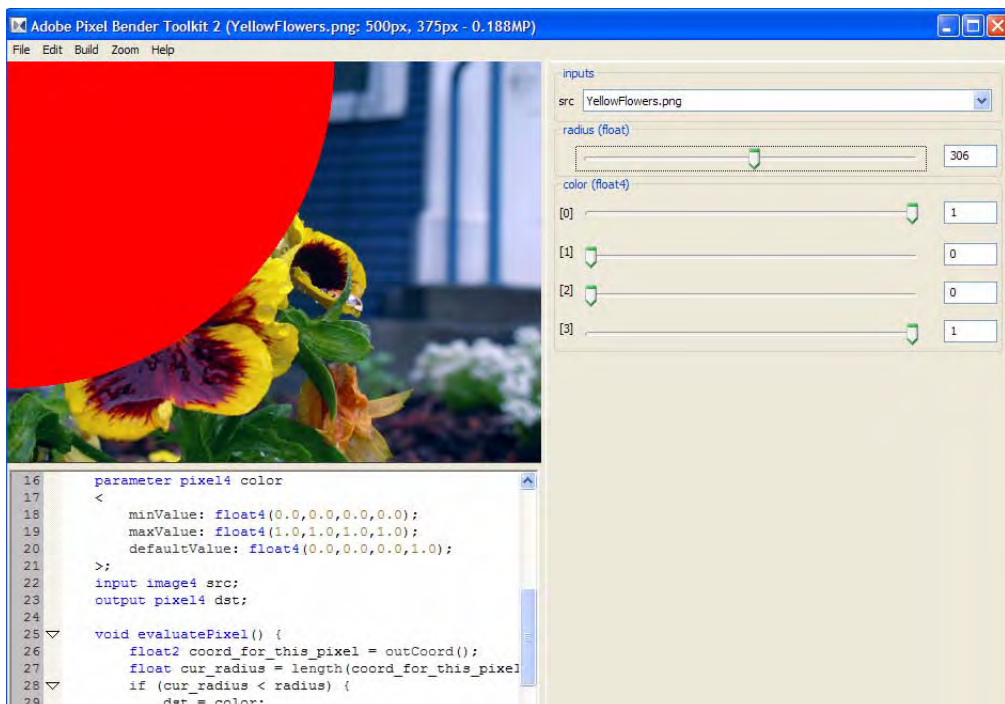 Adobe Pixel Bender Toolkit 2 (YellowFlowers.png: 500px, 375px - 0.188MP)
File Edit Build Zoom Help
inputs
src YellowFlowers.png
radius (float)
306
color (float4)
[0] 1
[1] 0
[2] 0
[3] 1
16 parameter pixel4 color
17 <
18 minValue: float4(0.0,0.0,0.0,0.0);
19 maxValue: float4(1.0,1.0,1.0,1.0);
20 defaultValue: float4(0.0,0.0,0.0,1.0);
21 >;
22 input image4 src;
23 output pixel4 dst;
24
25 void evaluatePixel() {
26 float2 coord_for_this_pixel = outCoord();
27 float cur_radius = length(coord_for_this_pixel
28 if (cur_radius < radius) {
29 dst = color;